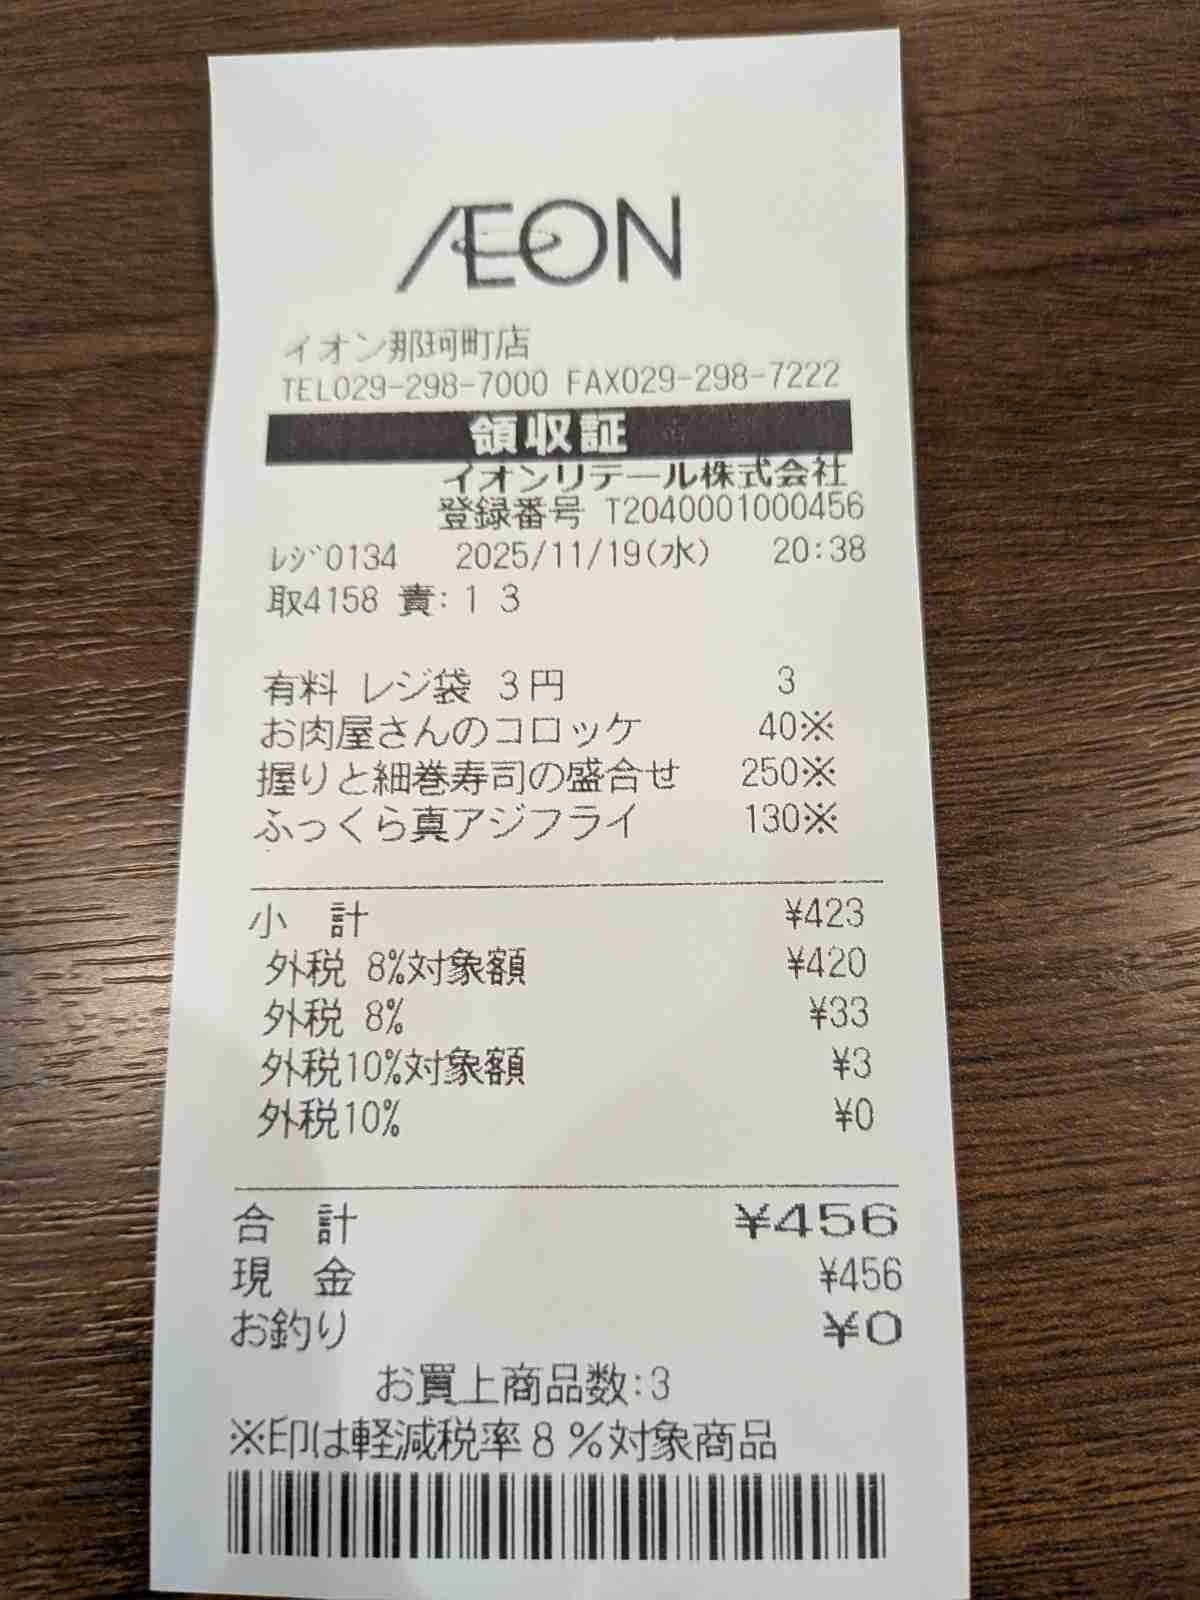 ÆON
イオン那珂町店
TEL029-298-7000 FAX029-298-7222
領収証
イオンリテール株式会社
登録番号 T2040001000456
ﾚｼﾞ0134 2025/11/19(水) 20:38
取4158 責:13
有料 レジ袋 3円 3
お肉屋さんのコロッケ 40※
握りと細巻寿司の盛合せ 250※
ふっくら真アジフライ 130※
小 計 ¥423
外税 8%対象額 ¥420
外税 8% ¥33
外税10%対象額 ¥3
外税10% ¥0
合 計 ¥456
現 金 ¥456
お釣り ¥0
お買上商品数:3
※印は軽減税率8%対象商品